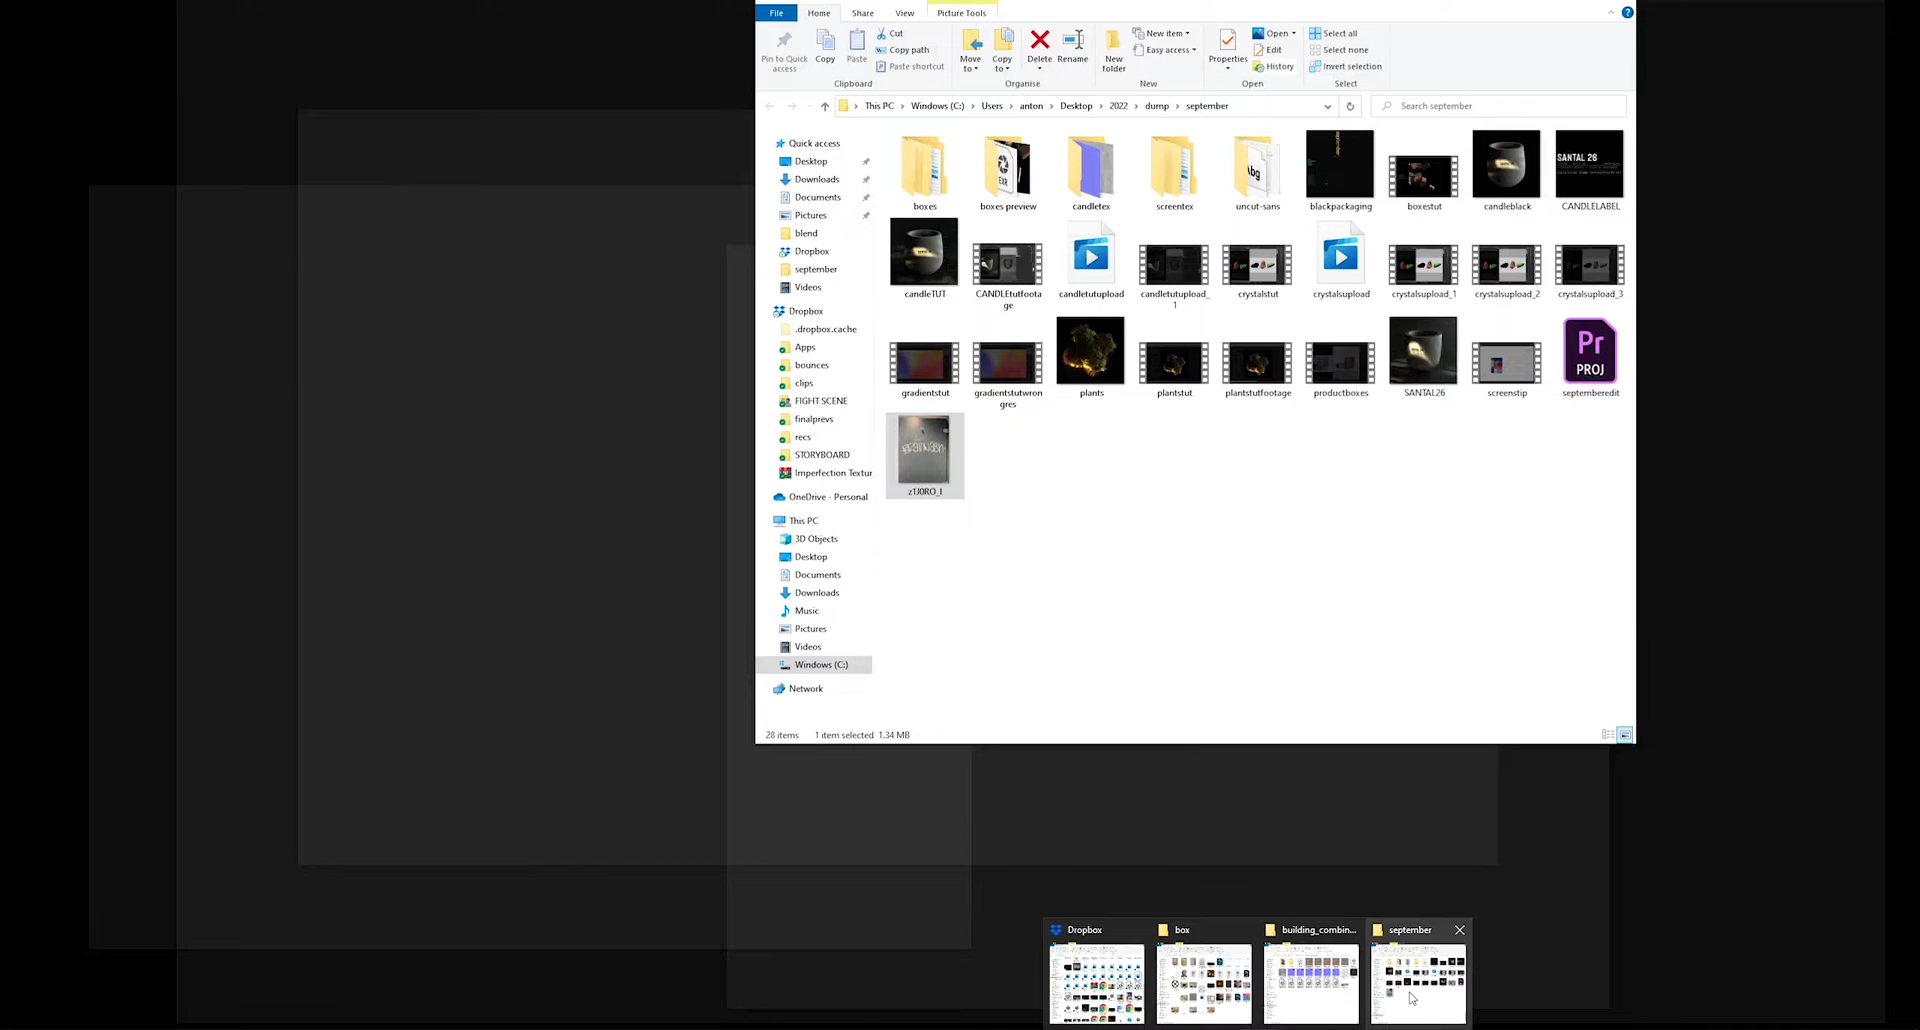 File Home Share View Picture Tools
Pin to Quick access
Copy
Paste
Cut
Copy path
Paste shortcut
Clipboard
Move to
Copy to
Delete
Rename
Organise
New folder
New item
Easy access
New
Properties
Open
Edit
History
Open
Select all
Select none
Invert selection
Select
This PC > Windows (C:) > Users > anton > Desktop > 2022 > dump > september
Search september
Quick access
Desktop
Downloads
Documents
Pictures
blend
Dropbox
september
Videos
Dropbox
.dropbox.cache
Apps
bounces
clips
FIGHT SCENE
finalprevs
recs
STORYBOARD
Imperfection Textur
OneDrive - Personal
This PC
3D Objects
Desktop
Documents
Downloads
Music
Pictures
Videos
Windows (C:)
Network
boxes
boxes preview
candletex
screentex
uncut-sans
blackpackaging
boxestut
candleblack
CANDLELABEL
EXR
Abg
SANTAL 26
candleTUT
CANDLEtutfootage
candletutupload
candletutupload_1
crystalstut
crystalsupload
crystalsupload_1
crystalsupload_2
crystalsupload_3
gradientstut
gradientstutwrongres
plants
plantstut
plantstutfootage
productboxes
SANTAL26
screenstip
septemberedit
Pr
PROJ
z1J0RO_I
28 items 1 item selected 1.34 MB
Dropbox
box
building_combin...
september